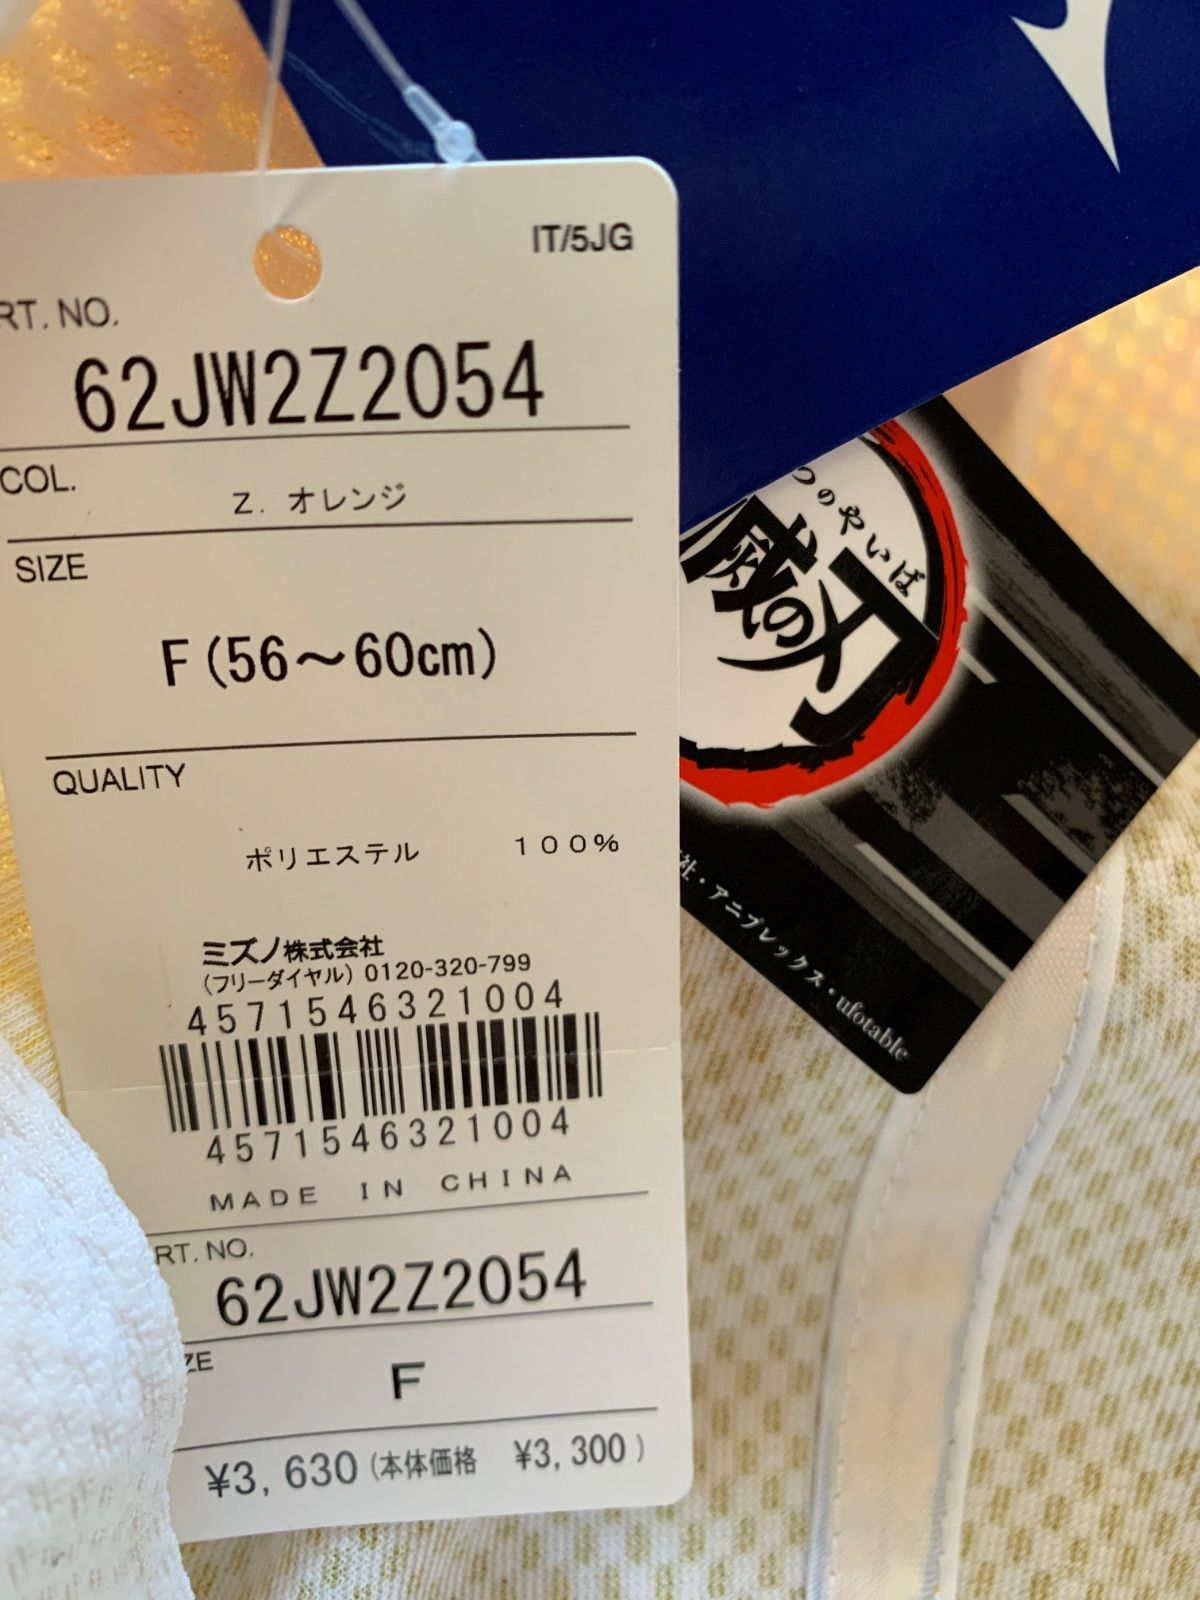 IT/5JG
RT. NO.
62JW2Z2054
COL.
Z. オレンジ
SIZE
F(56～60cm)
QUALITY
ポリエステル 100%
ミズノ株式会社
(フリーダイヤル) 0120-320-799
4571546321004
4571546321004
MADE IN CHINA
RT. NO.
62JW2Z2054
ZE
F
¥3,630 (本体価格 ¥3,300)
つのやいば
滅の刃
社・アニプレックス・ufotable